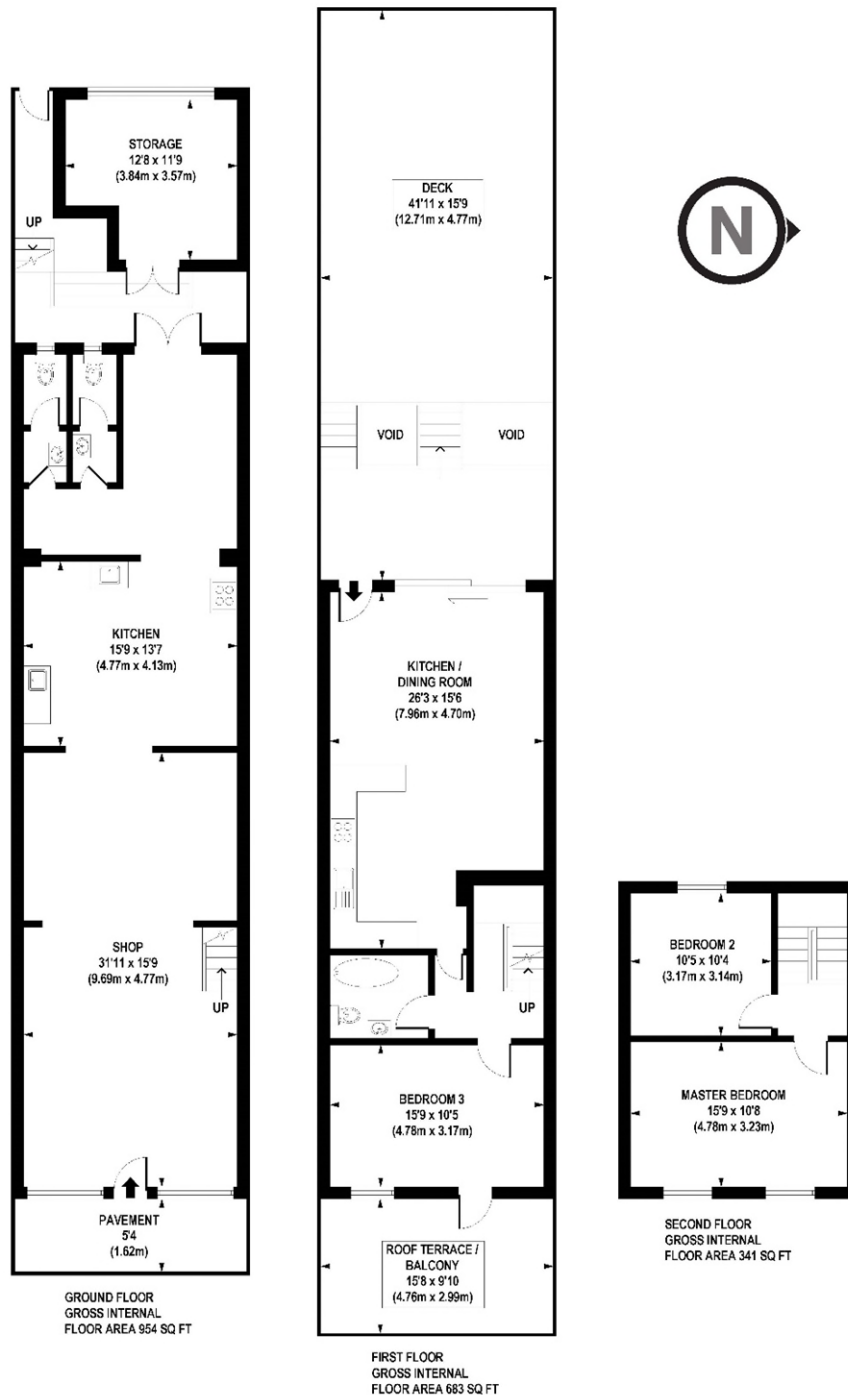 STORAGE
12'8 x 11'9
(3.84m x 3.57m)
UP
KITCHEN
15'9 x 13'7
(4.77m x 4.13m)
SHOP
31'11 x 15'9
(9.69m x 4.77m)
UP
PAVEMENT
5'4
(1.62m)
GROUND FLOOR
GROSS INTERNAL
FLOOR AREA 954 SQ FT
DECK
41'11 x 15'9
(12.71m x 4.77m)
VOID
VOID
KITCHEN /
DINING ROOM
26'3 x 15'6
(7.96m x 4.70m)
UP
BEDROOM 3
15'9 x 10'5
(4.78m x 3.17m)
ROOF TERRACE /
BALCONY
15'8 x 9'10
(4.76m x 2.99m)
FIRST FLOOR
GROSS INTERNAL
FLOOR AREA 683 SQ FT
N
BEDROOM 2
10'5 x 10'4
(3.17m x 3.14m)
MASTER BEDROOM
15'9 x 10'8
(4.78m x 3.23m)
SECOND FLOOR
GROSS INTERNAL
FLOOR AREA 341 SQ FT